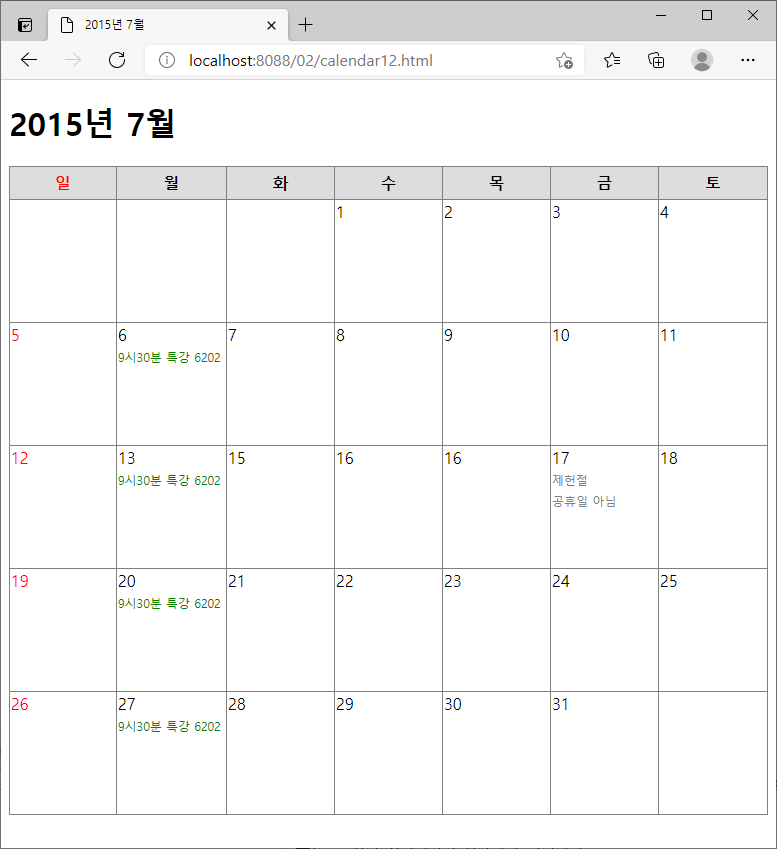 2015년 7월
localhost:8088/02/calendar12.html
2015년 7월
일 월 화 수 목 금 토
1 2 3 4
5 6 7 8 9 10 11
9시30분 특강 6202
12 13 15 16 16 17 18
9시30분 특강 6202 제헌절
공휴일 아님
19 20 21 22 23 24 25
9시30분 특강 6202
26 27 28 29 30 31
9시30분 특강 6202